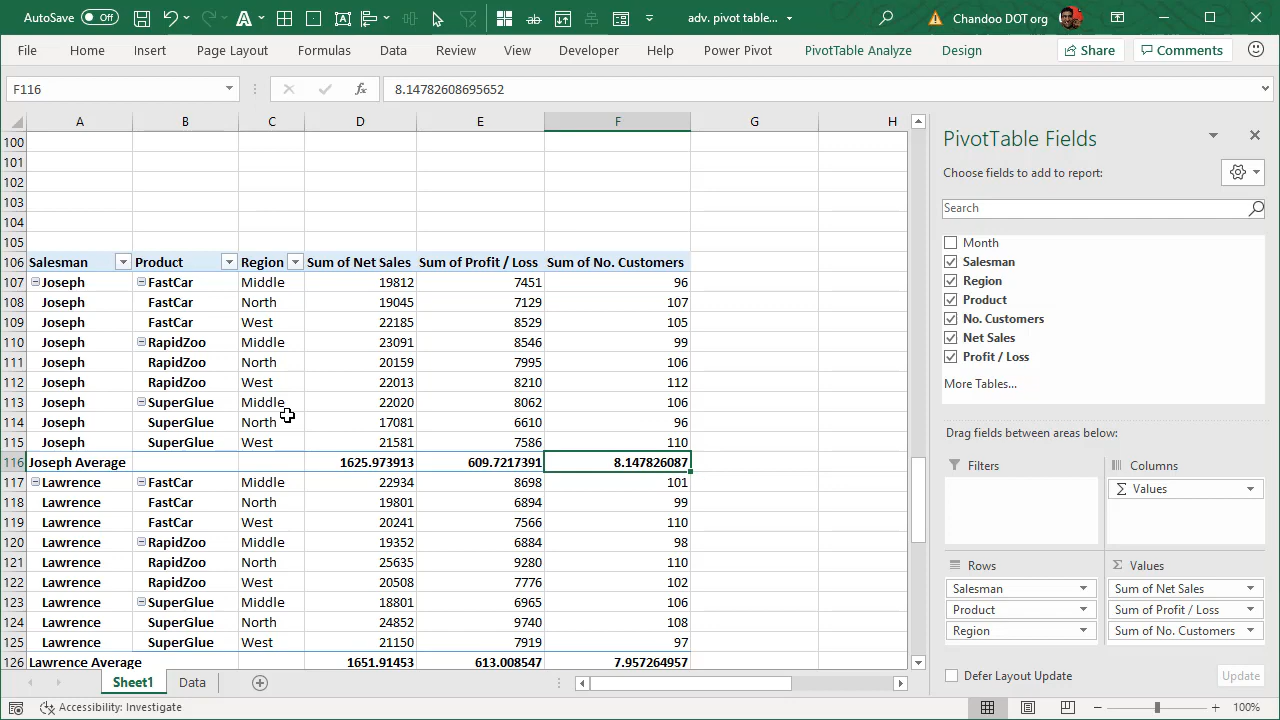 AutoSave Off adv. pivot table... Chandoo DOT org
File Home Insert Page Layout Formulas Data Review View Developer Help Power Pivot PivotTable Analyze Design Share Comments
F116 fx 8.14782608695652
A B C D E F G H
100
101
102
103
104
105
106 Salesman Product Region Sum of Net Sales Sum of Profit / Loss Sum of No. Customers
107 Joseph FastCar Middle 19812 7451 96
108 Joseph FastCar North 19045 7129 107
109 Joseph FastCar West 22185 8529 105
110 Joseph RapidZoo Middle 23091 8546 99
111 Joseph RapidZoo North 20159 7995 106
112 Joseph RapidZoo West 22013 8210 112
113 Joseph SuperGlue Middle 22020 8062 106
114 Joseph SuperGlue North 17081 6610 96
115 Joseph SuperGlue West 21581 7586 110
116 Joseph Average 1625.973913 609.7217391 8.147826087
117 Lawrence FastCar Middle 22934 8698 101
118 Lawrence FastCar North 19801 6894 99
119 Lawrence FastCar West 20241 7566 110
120 Lawrence RapidZoo Middle 19352 6884 98
121 Lawrence RapidZoo North 25635 9280 110
122 Lawrence RapidZoo West 20508 7776 102
123 Lawrence SuperGlue Middle 18801 6965 106
124 Lawrence SuperGlue North 24852 9740 108
125 Lawrence SuperGlue West 21150 7919 97
126 Lawrence Average 1651.91453 613.008547 7.957264957
PivotTable Fields
Choose fields to add to report:
Search
Month
Salesman
Region
Product
No. Customers
Net Sales
Profit / Loss
More Tables...
Drag fields between areas below:
Filters Columns
Σ Values
Rows Σ Values
Salesman Sum of Net Sales
Product Sum of Profit / Loss
Region Sum of No. Customers
Defer Layout Update Update
Sheet1 Data
Accessibility: Investigate 100%